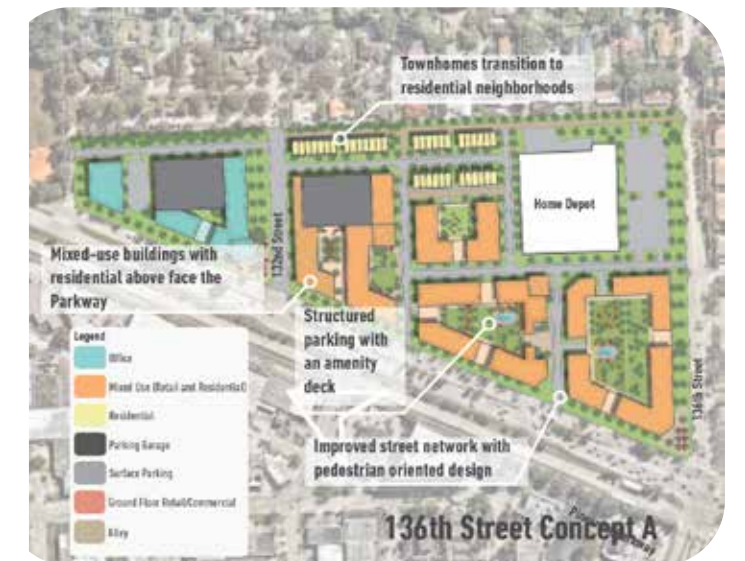 Townhomes transition to
residential neighborhoods
Home Depot
132nd Street
Mixed-use buildings with
residential above face the
Parkway
Structured
parking with
an amenity
deck
136th Street
Legend
Office
Mixed Use (Retail and Residential)
Residential
Parking Garage
Surface Parking
Ground Floor Retail/Commercial
Alley
Improved street network with
pedestrian oriented design
136th Street Concept A